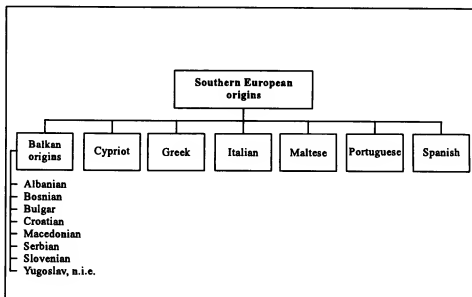 Southern European
origins
Balkan
origins
Cypriot
Greek
Italian
Maltese
Portuguese
Spanish
Albanian
Bosnian
Bulgar
Croatian
Macedonian
Serbian
Slovenian
Yugoslav, n.i.e.